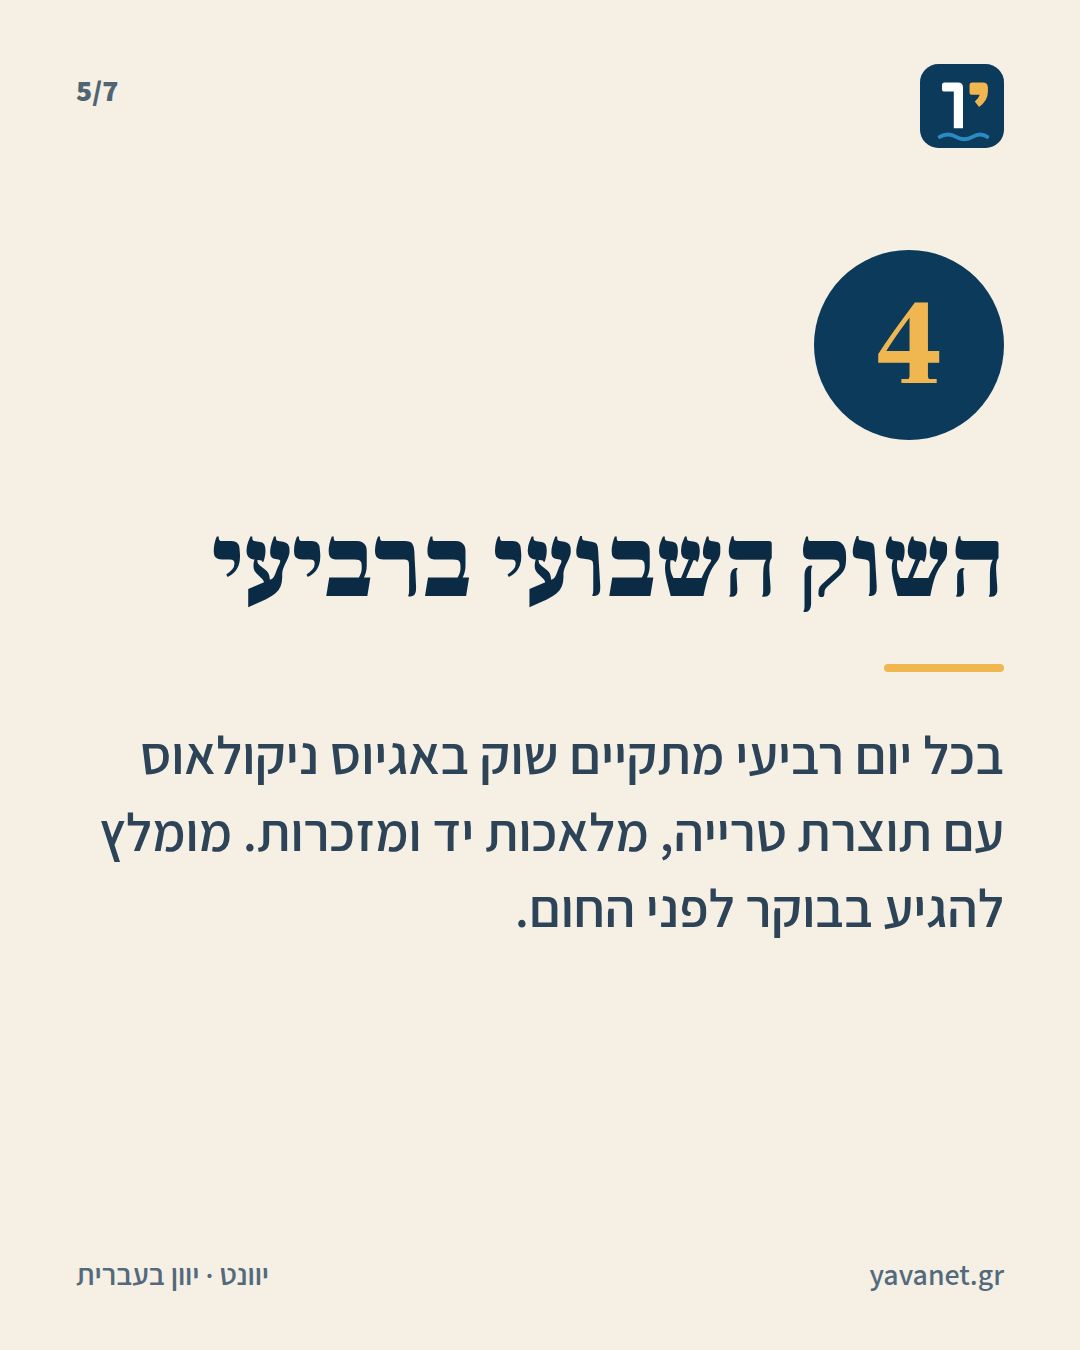 5/7
יו
4
השוק השבועי ברביעי
בכל יום רביעי מתקיים שוק באגיוס ניקולאוס
עם תוצרת טרייה, מלאכות יד ומזכרות. מומלץ
להגיע בבוקר לפני החום.
יוונט · יוון בעברית
yavanet.gr